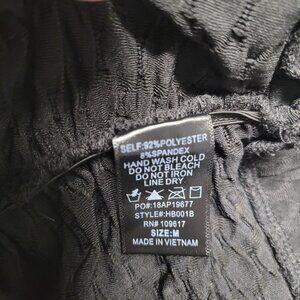 SELF:92%POLYESTER
8%SPANDEX
HAND WASH COLD
DO NOT BLEACH
DO NOT IRON
LINE DRY
PO#:18AP19677
STYLE#:HB001B
RN# 109617
SIZE:M
MADE IN VIETNAM